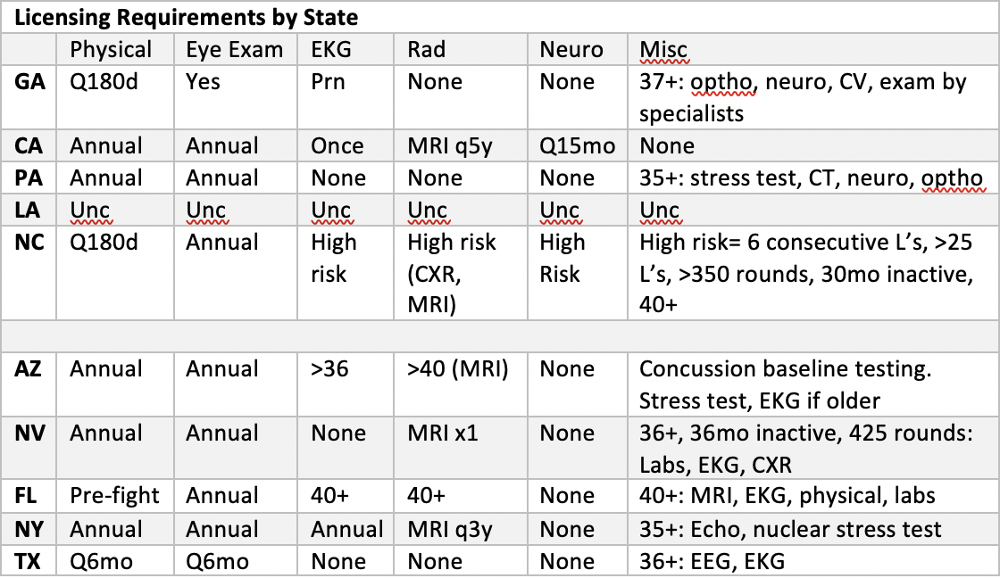 Licensing Requirements by State
Physical Eye Exam EKG Rad Neuro Misc
GA Q180d Yes Prn None None 37+: optho, neuro, CV, exam by
specialists
CA Annual Annual Once MRI q5y Q15mo None
PA Annual Annual None None None 35+: stress test, CT, neuro, optho
LA Unc Unc Unc Unc Unc Unc
NC Q180d Annual High High risk High High risk= 6 consecutive L’s, >25
risk (CXR, Risk L’s, >350 rounds, 30mo inactive,
MRI) 40+
AZ Annual Annual >36 >40 (MRI) None Concussion baseline testing.
Stress test, EKG if older
NV Annual Annual None MRI x1 None 36+, 36mo inactive, 425 rounds:
Labs, EKG, CXR
FL Pre-fight Annual 40+ 40+ None 40+: MRI, EKG, physical, labs
NY Annual Annual Annual MRI q3y None 35+: Echo, nuclear stress test
TX Q6mo Q6mo None None None 36+: EEG, EKG